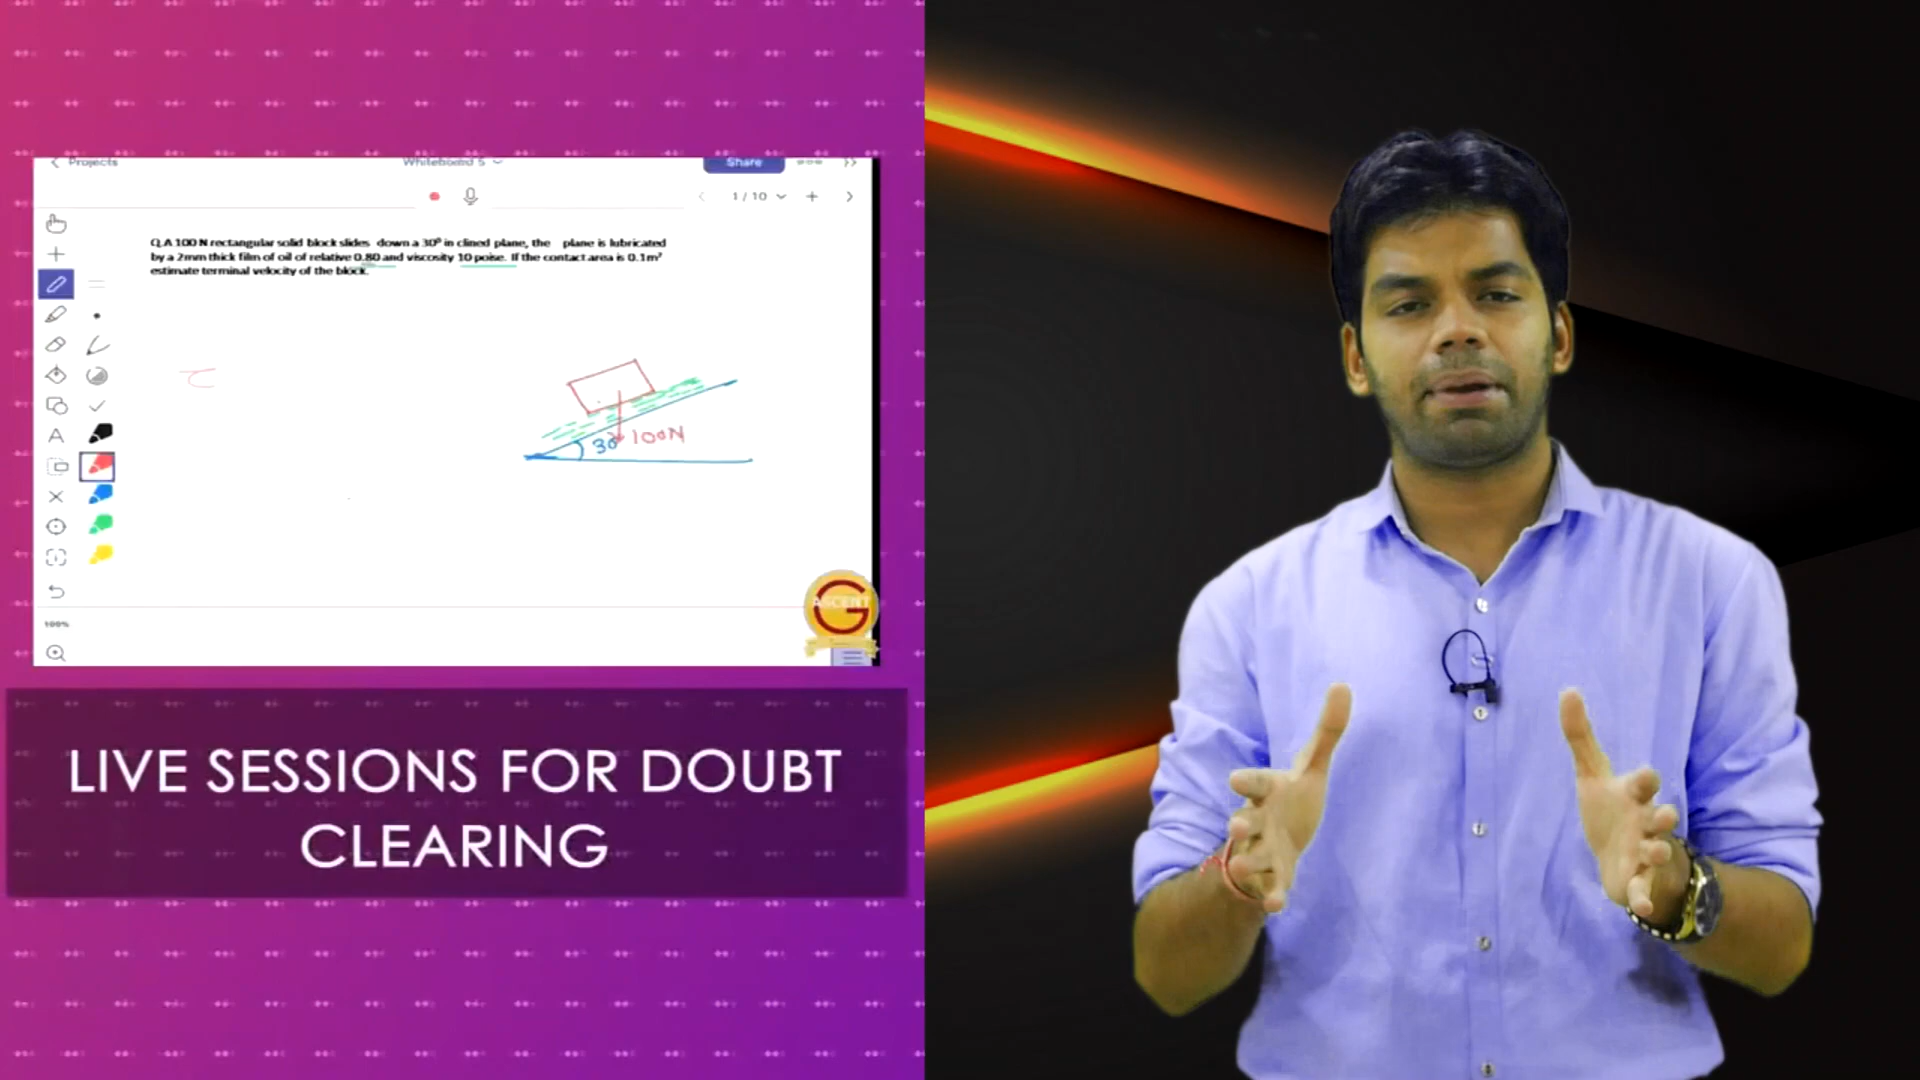 Projects
Whiteboard 5
Share
1 / 10
Q.A 100 N rectangular solid block slides down a 30⁰ in clined plane, the plane is lubricated
by a 2mm thick film of oil of relative 0.80 and viscosity 10 poise. If the contact area is 0.1m²
estimate terminal velocity of the block.
τ
30°
100N
A
100%
ASCENT
G
LIVE SESSIONS FOR DOUBT
CLEARING